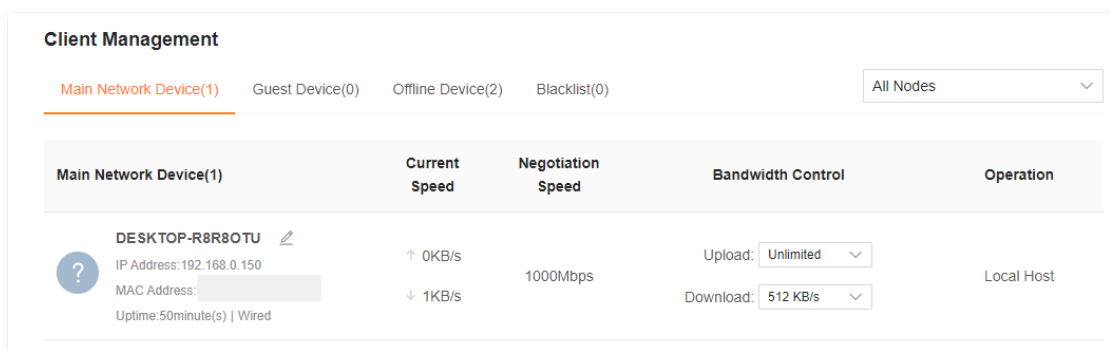 Client Management
Main Network Device(1) Guest Device(0) Offline Device(2) Blacklist(0) All Nodes
Main Network Device(1) Current Speed Negotiation Speed Bandwidth Control Operation
DESKTOP-R8R8OTU
IP Address:192.168.0.150
MAC Address:
Uptime:50minute(s) | Wired
↑ 0KB/s
↓ 1KB/s
1000Mbps
Upload: Unlimited
Download: 512 KB/s
Local Host